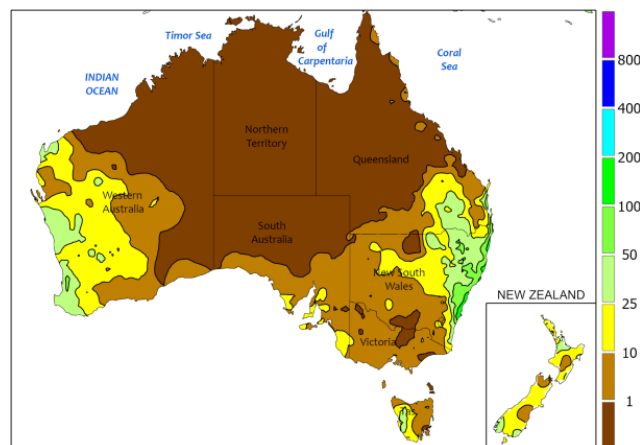 Timor Sea
Gulf
of
Carpentaria
Coral
Sea
INDIAN
OCEAN
Northern
Territory
Queensland
Western
Australia
South
Australia
New South
Wales
Victoria
NEW ZEALAND
800
400
200
100
50
25
10
1